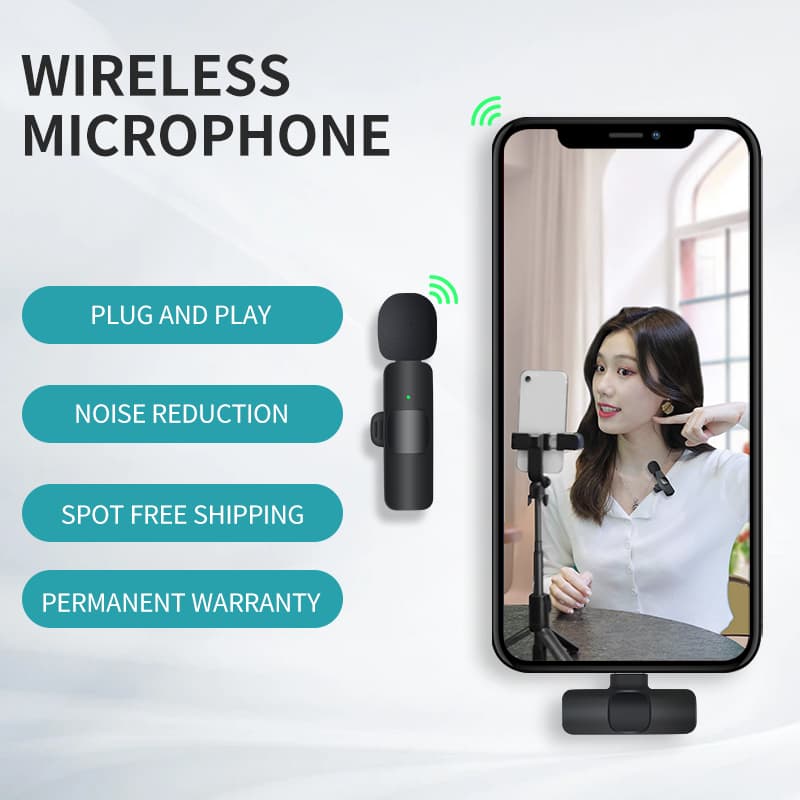 WIRELESS
MICROPHONE
PLUG AND PLAY
NOISE REDUCTION
SPOT FREE SHIPPING
PERMANENT WARRANTY